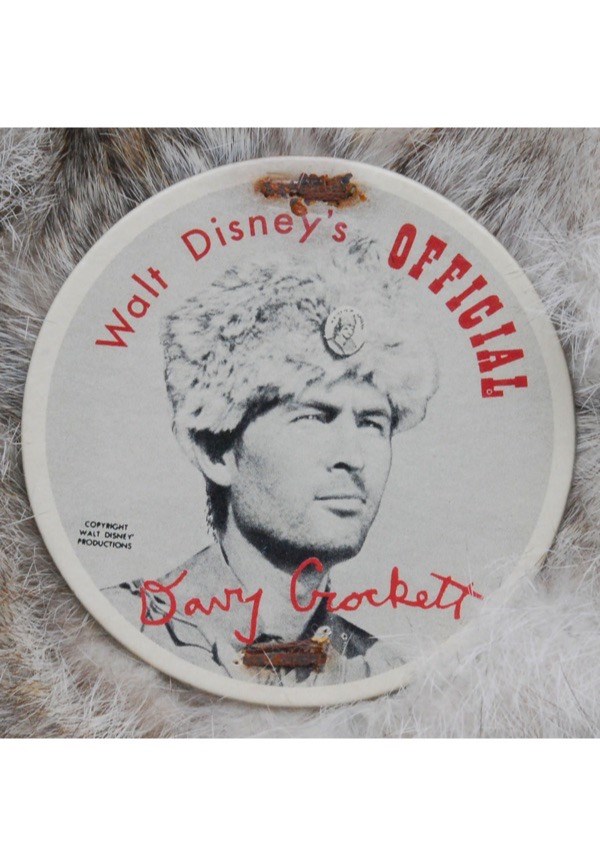 Walt Disney's
OFFICIAL
COPYRIGHT
WALT DISNEY
PRODUCTIONS
Davy Crockett